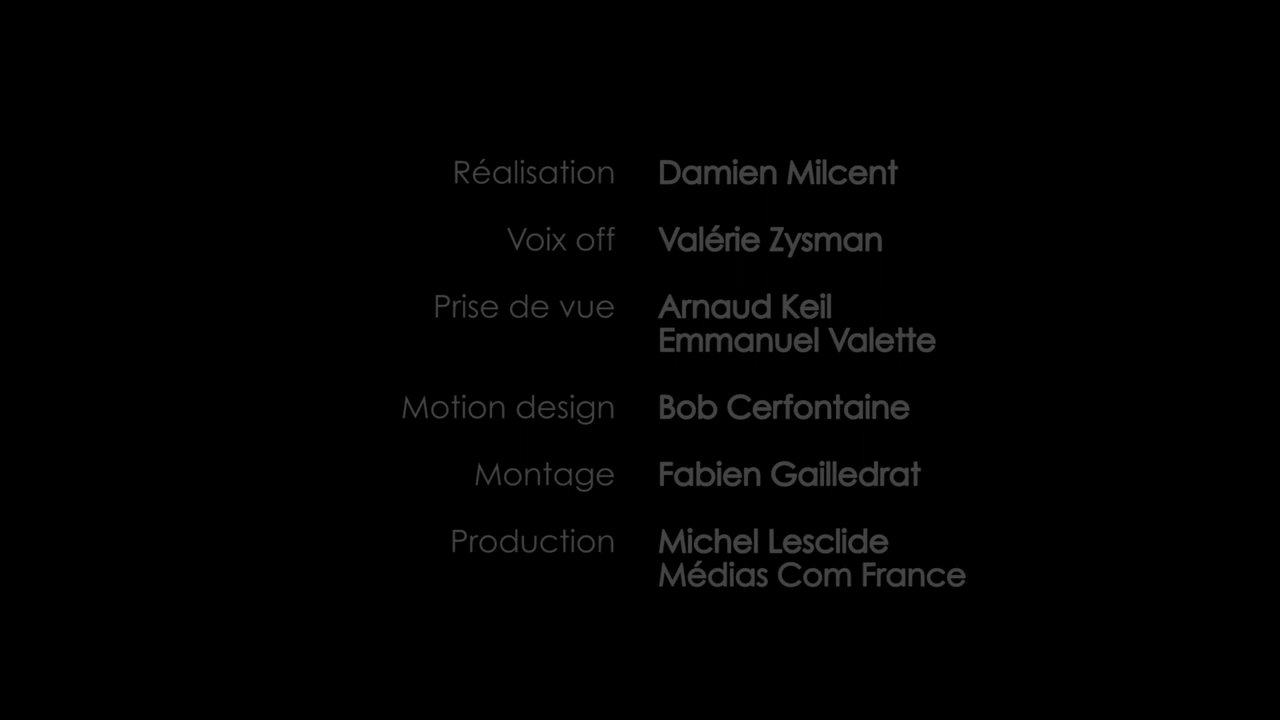 Réalisation Damien Milcent
Voix off Valérie Zysman
Prise de vue Arnaud Keil
Emmanuel Valette
Motion design Bob Cerfontaine
Montage Fabien Gailledrat
Production Michel Lesclide
Médias Com France